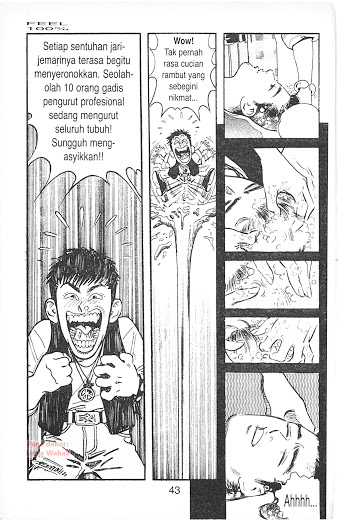 FEEL
100%
Wow!
Tak pernah
rasa cucian
rambut yang
sebegini
nikmat...
Setiap sentuhan jari-
jemarinya terasa begitu
menyeronokkan. Seolah-
olah 10 orang gadis
pengurut profesional
sedang mengurut
seluruh tubuh!
Sungguh meng-
asyikkan!!
Ahhhh...
43